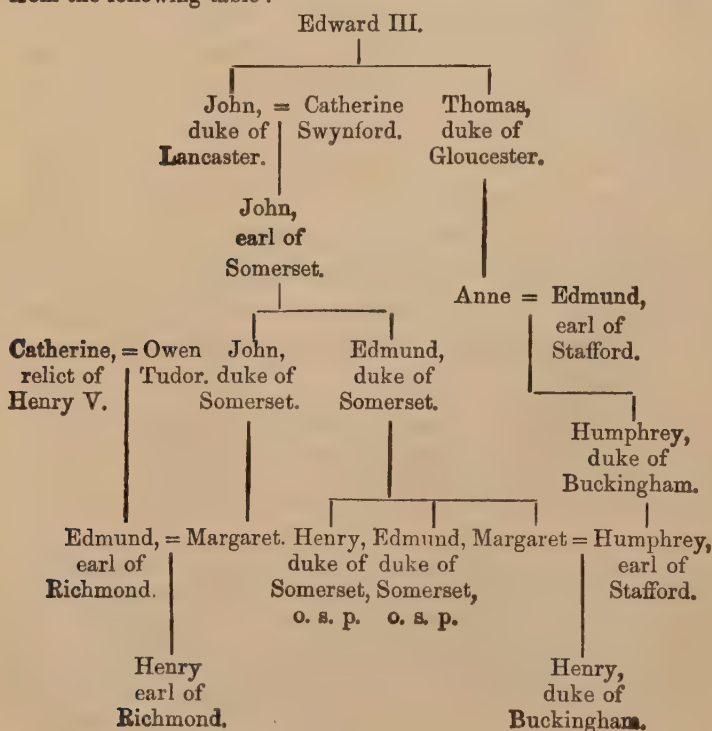 from the following table :
Edward III.
John, = Catherine Thomas,
duke of Swynford. duke of
Lancaster. Gloucester.
John,
earl of
Somerset.
Anne = Edmund,
earl of
Stafford.
Catherine, = Owen John, Edmund,
relict of Tudor. duke of duke of
Henry V. Somerset. Somerset.
Humphrey,
duke of
Buckingham.
Edmund, = Margaret. Henry, Edmund, Margaret = Humphrey,
earl of duke of duke of earl of
Richmond. Somerset, Somerset, Stafford.
o. s. p. o. s. p.
Henry Henry,
earl of duke of
Richmond. Buckingham.